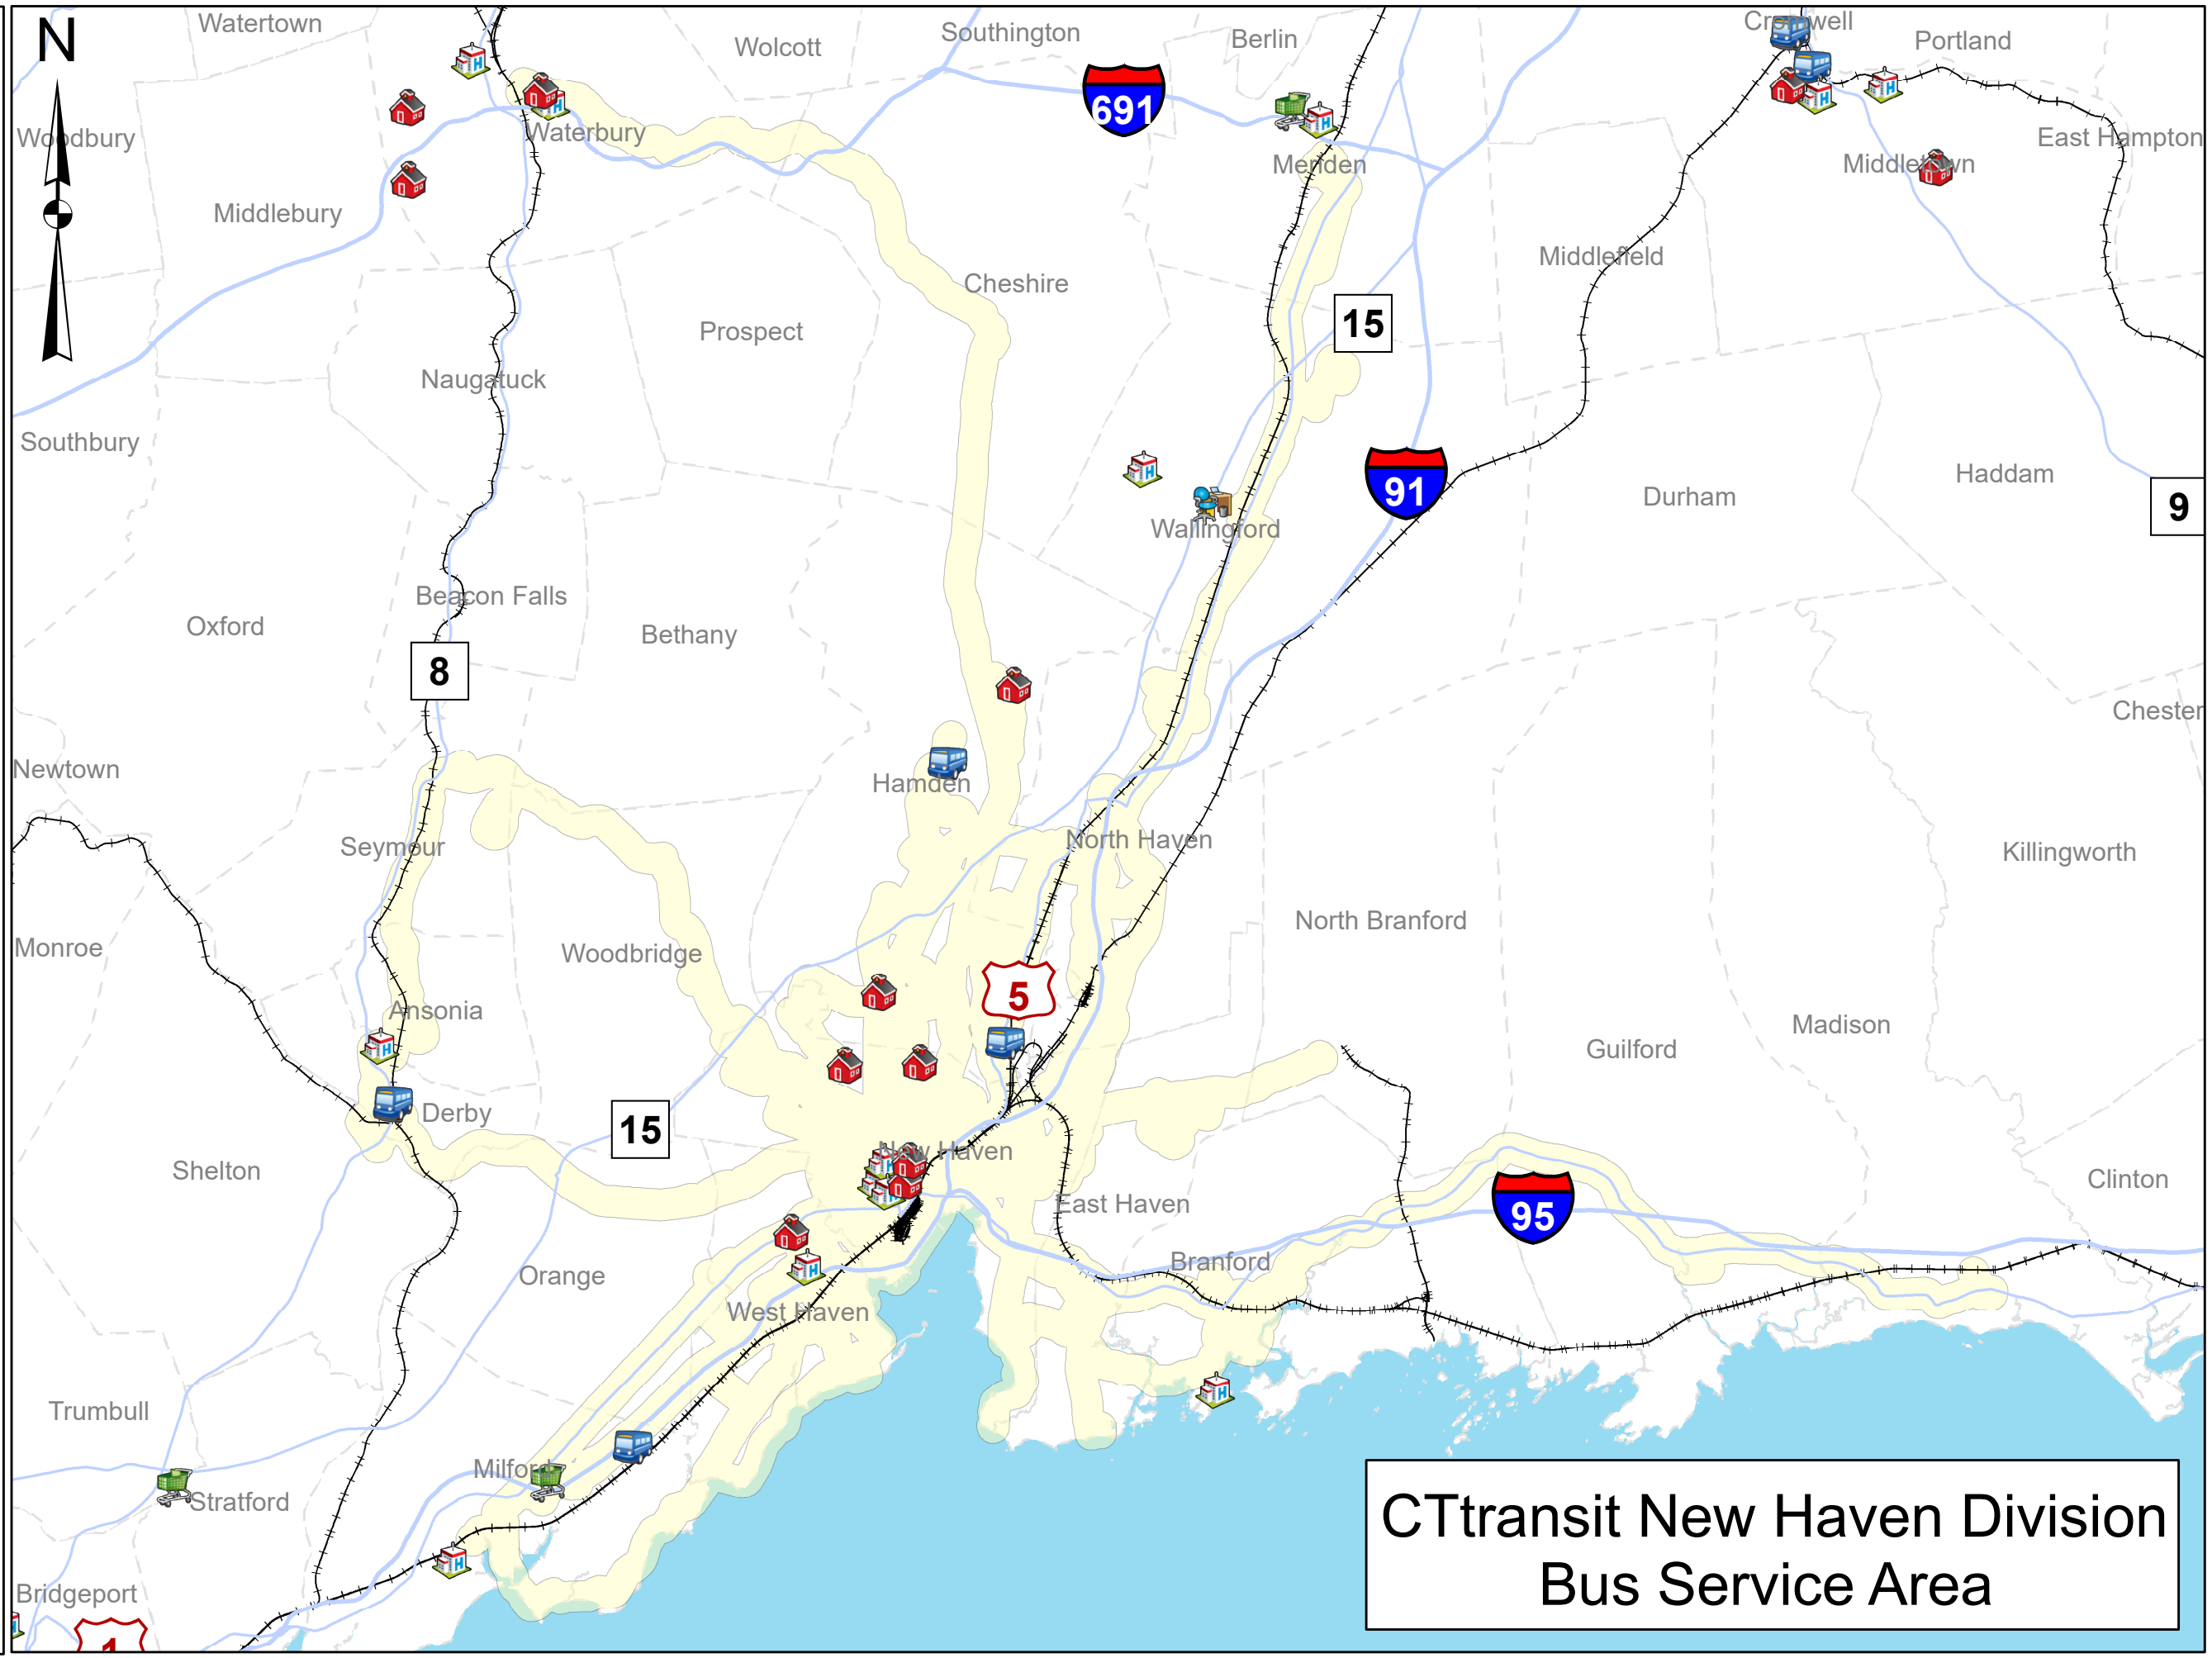 N
Watertown
Wolcott
Southington
Berlin
Cromwell
Portland
691
Woodbury
Waterbury
Meriden
Middletown
East Hampton
Middlebury
Middlefield
Cheshire
15
Prospect
Naugatuck
Southbury
91
Durham
Haddam
9
Wallingford
Beacon Falls
Oxford
Bethany
8
Chester
Newtown
Hamden
Seymour
North Haven
Killingworth
Monroe
Woodbridge
North Branford
5
Ansonia
Madison
Guilford
Derby
15
New Haven
Shelton
East Haven
Clinton
95
Branford
Orange
West Haven
Trumbull
Milford
Stratford
CTtransit New Haven Division
Bus Service Area
Bridgeport
1